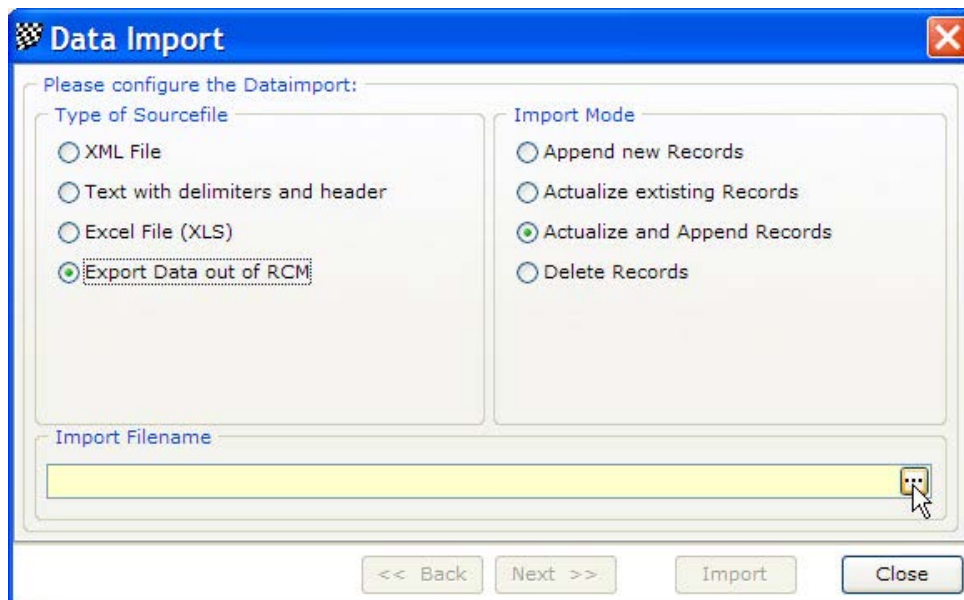 Data Import
Please configure the Dataimport:
Type of Sourcefile
XML File
Text with delimiters and header
Excel File (XLS)
Export Data out of RCM
Import Mode
Append new Records
Actualize extisting Records
Actualize and Append Records
Delete Records
Import Filename
...
<< Back
Next >>
Import
Close